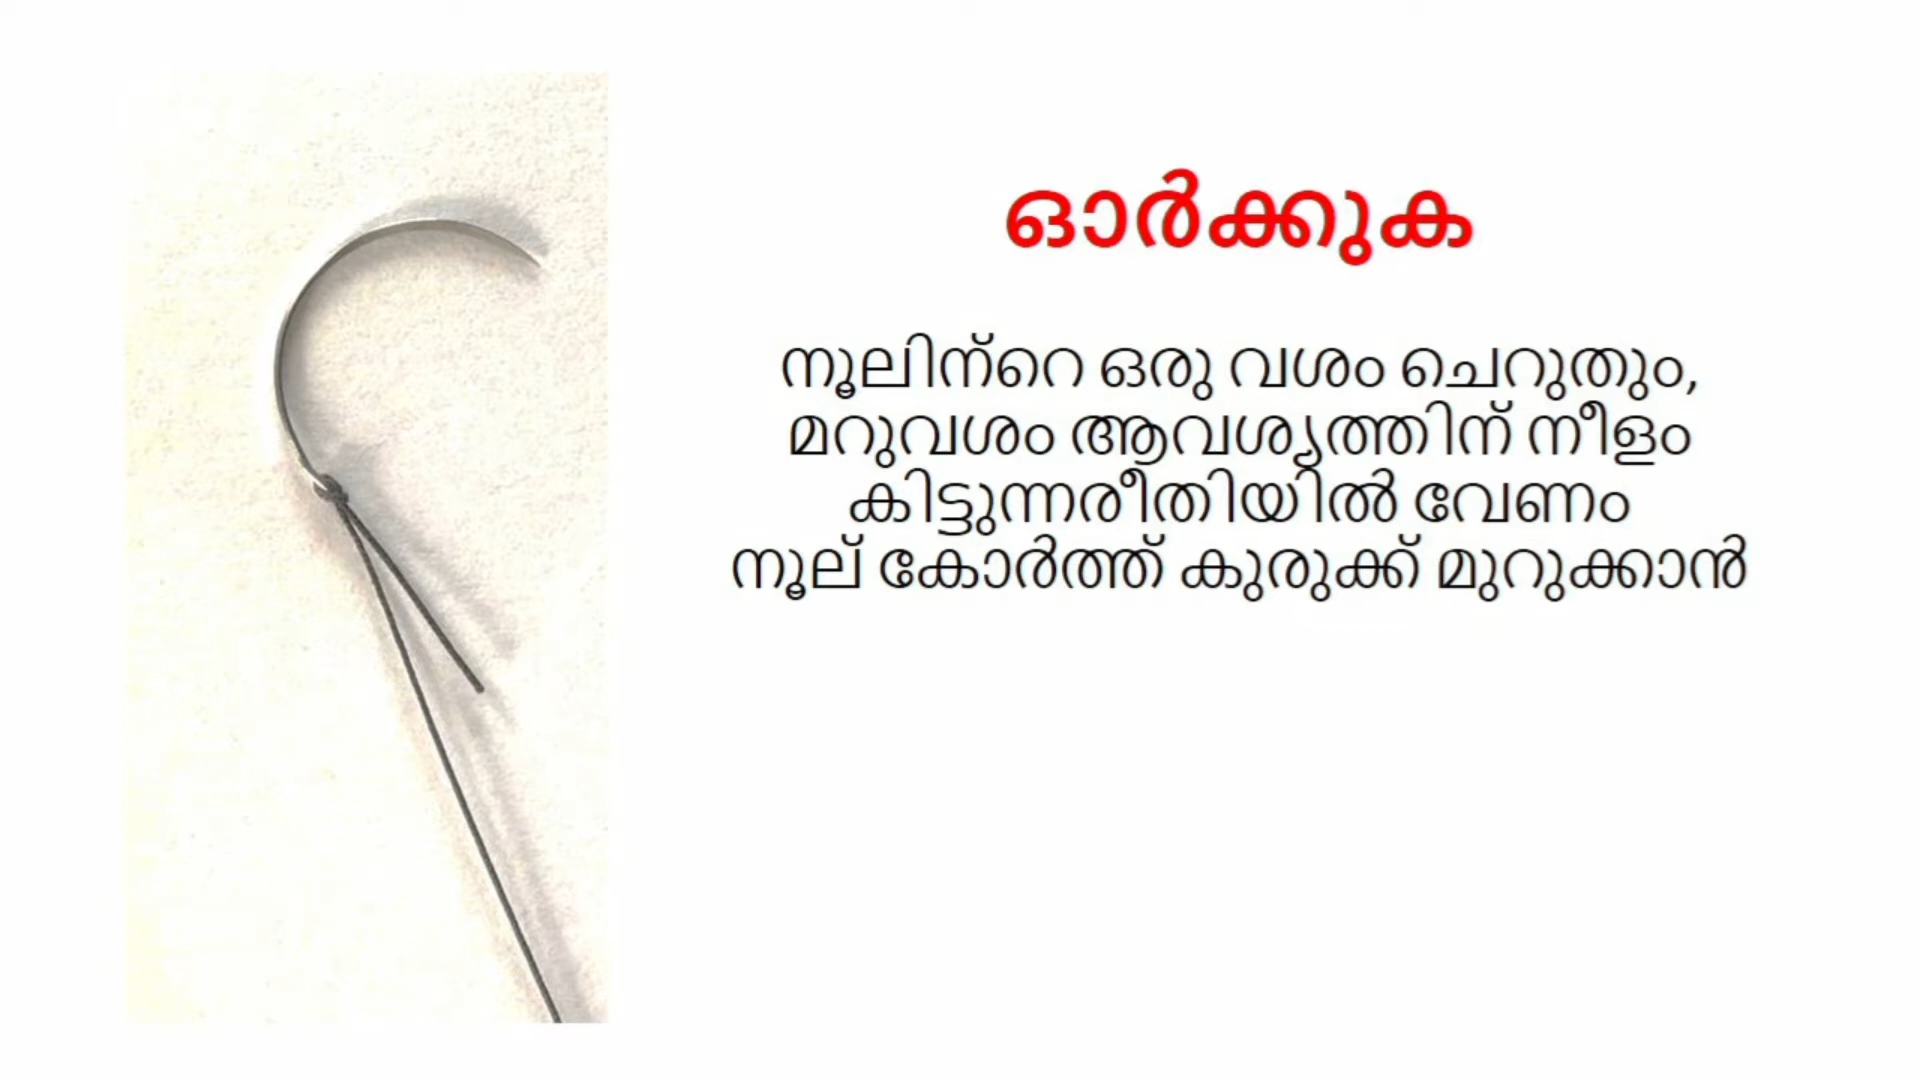 ഓർക്കുക
നൂലിന്റെ ഒരു വശം ചെറുതും,
മറുവശം ആവശ്യത്തിന് നീളം
കിട്ടുന്നരീതിയിൽ വേണം
നൂല് കോർത്ത് കുരുക്ക് മുറുക്കാൻ